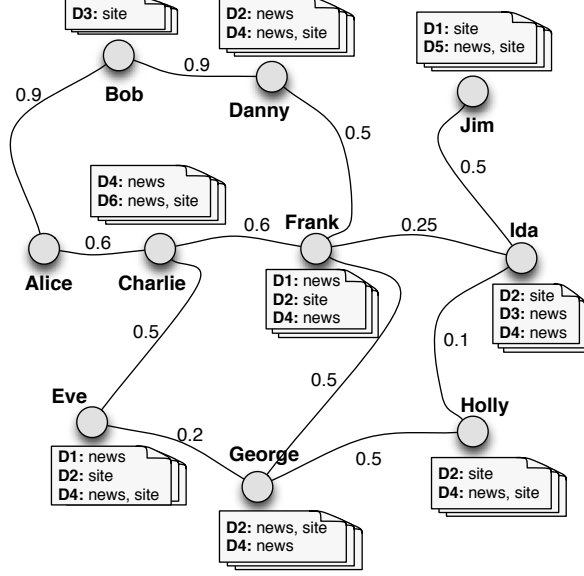 D3: site
D2: news
D4: news, site
D1: site
D5: news, site
0.9
0.9
Bob
Danny
Jim
0.5
0.5
D4: news
D6: news, site
0.6
0.6
Frank
0.25
Ida
Alice
Charlie
D1: news
D2: site
D4: news
D2: site
D3: news
D4: news
0.5
0.1
0.5
Eve
Holly
0.2
George
0.5
D1: news
D2: site
D4: news, site
D2: site
D4: news, site
D2: news, site
D4: news